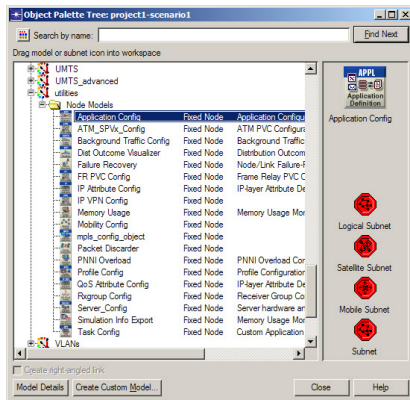 Object Palette Tree: project1-scenario1
Search by name:
Find Next
Drag model or subnet icon into workspace
UMTS
UMTS_advanced
utilities
Node Models
Application Config Fixed Node Application Configu
ATM_SPVx_Config Fixed Node ATM PVC Configura
Background Traffic Config Fixed Node Background Traffic
Dist Outcome Visualizer Fixed Node Distribution Outcom
Failure Recovery Fixed Node Node/Link Failure-F
FR PVC Config Fixed Node Frame Relay PVC C
IP Attribute Config Fixed Node IP-layer Attribute De
IP VPN Config Fixed Node
Memory Usage Fixed Node Memory Usage Mor
Mobility Config Fixed Node
mpls_config_object Fixed Node
Packet Discarder Fixed Node
PNNI Overload Fixed Node PNNI Overload Cor
Profile Config Fixed Node Profile Configuration
QoS Attribute Config Fixed Node IP-layer Attribute De
Rxgroup Config Fixed Node Receiver Group Co
Server_Config Fixed Node Server hardware an
Simulation Info Export Fixed Node Memory Usage Mor
Task Config Fixed Node Custom Application
VLANs
APPL
Application
Definition
Application Config
Logical Subnet
Satellite Subnet
Mobile Subnet
Subnet
Create right-angled link
Model Details
Create Custom Model...
Close
Help